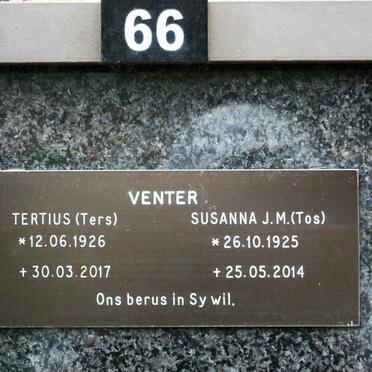 66
VENTER
TERTIUS (Ters) SUSANNA J.M.(Tos)
* 12.06.1926 * 26.10.1925
+ 30.03.2017 + 25.05.2014
Ons berus in Sy wil.